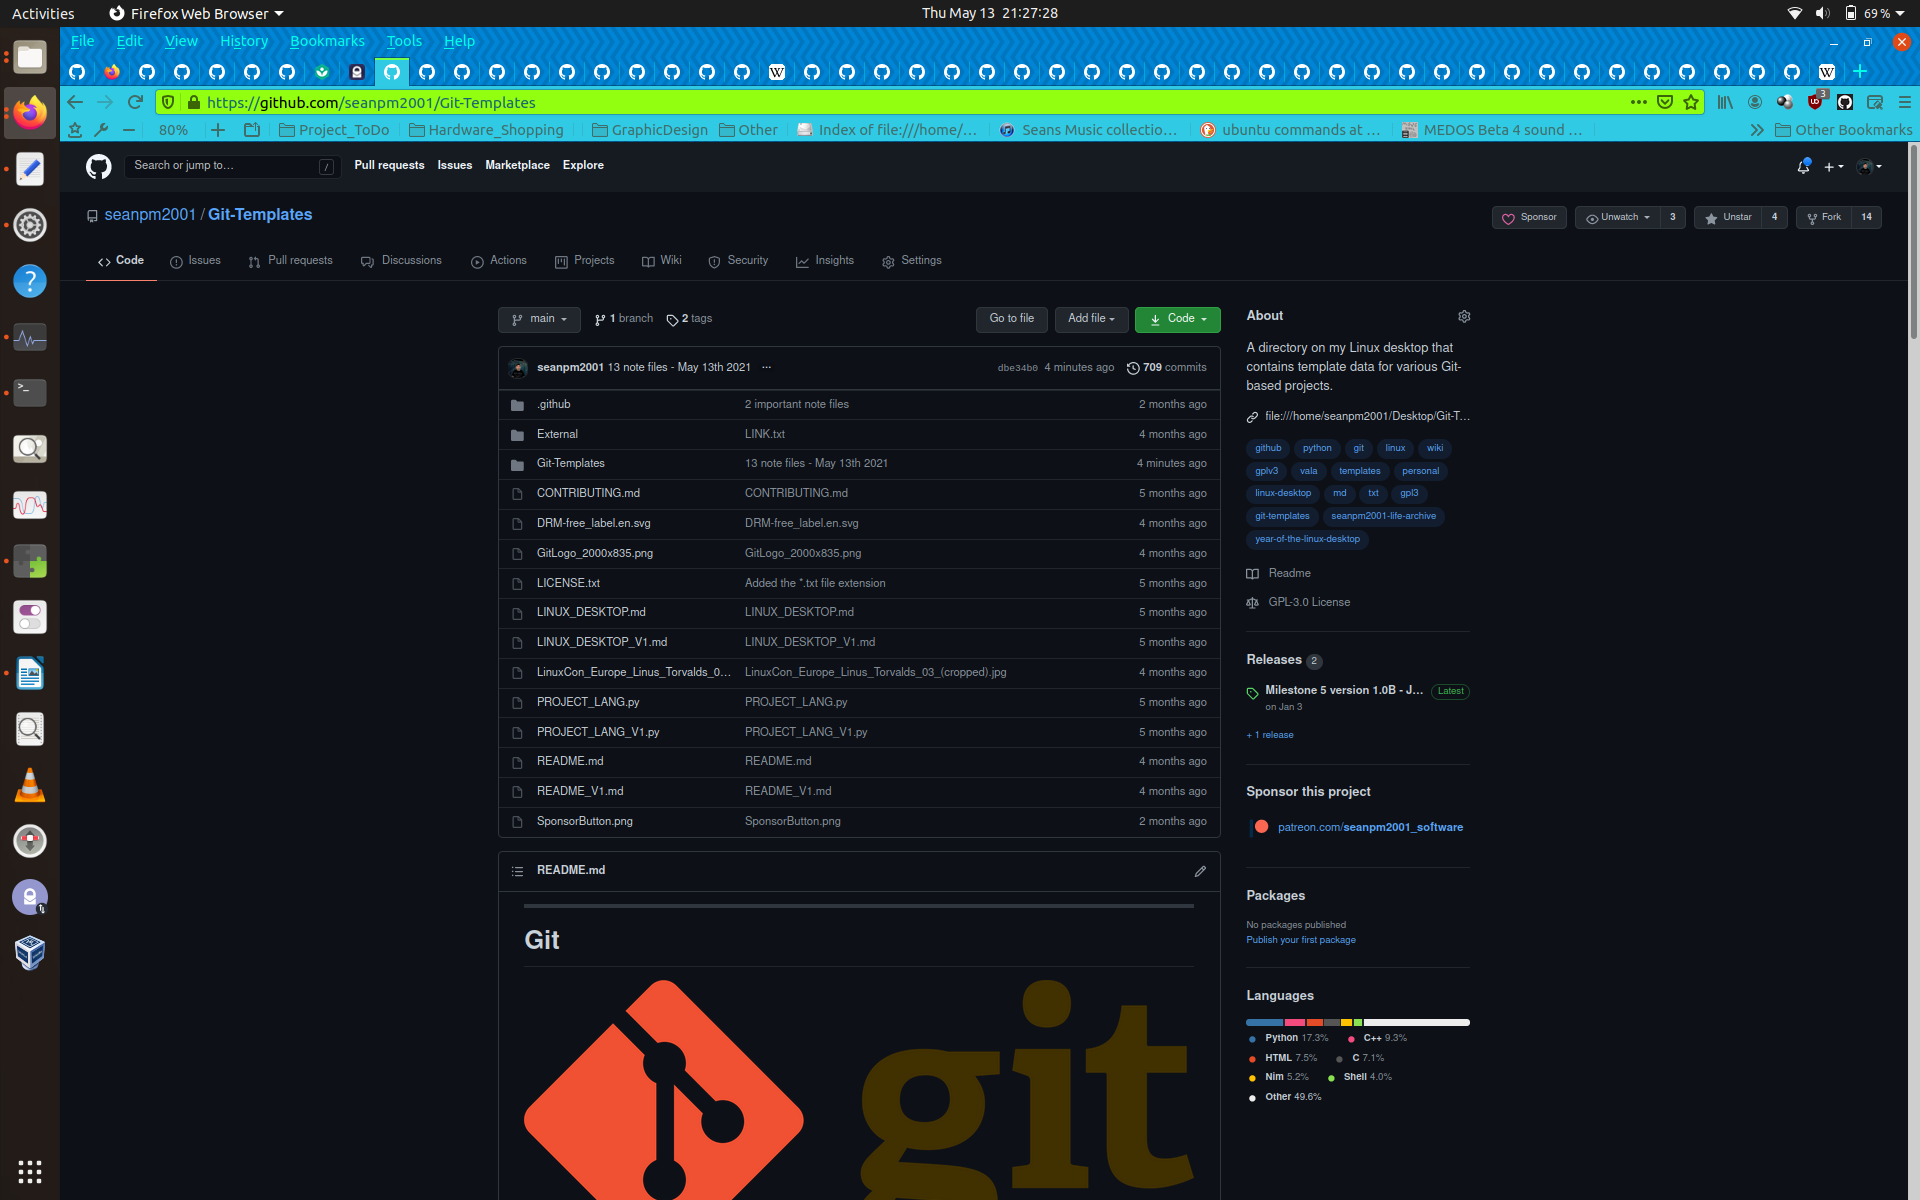 Activities
Firefox Web Browser
Thu May 13 21:27:28
69 %
File Edit View History Bookmarks Tools Help
https://github.com/seanpm2001/Git-Templates
3
80%
Project_ToDo
Hardware_Shopping
GraphicDesign
Other
Index of file:///home/...
Seans Music collectio...
ubuntu commands at ...
MEDOS Beta 4 sound ...
Other Bookmarks
Search or jump to...
/
Pull requests Issues Marketplace Explore
seanpm2001 / Git-Templates
Sponsor
Unwatch 3
Unstar 4
Fork 14
Code Issues Pull requests Discussions Actions Projects Wiki Security Insights Settings
main
1 branch
2 tags
Go to file
Add file
Code
seanpm2001 13 note files - May 13th 2021 ... dbe34b0 4 minutes ago 709 commits
.github 2 important note files 2 months ago
External LINK.txt 4 months ago
Git-Templates 13 note files - May 13th 2021 4 minutes ago
CONTRIBUTING.md CONTRIBUTING.md 5 months ago
DRM-free_label.en.svg DRM-free_label.en.svg 4 months ago
GitLogo_2000x835.png GitLogo_2000x835.png 4 months ago
LICENSE.txt Added the *.txt file extension 5 months ago
LINUX_DESKTOP.md LINUX_DESKTOP.md 5 months ago
LINUX_DESKTOP_V1.md LINUX_DESKTOP_V1.md 5 months ago
LinuxCon_Europe_Linus_Torvalds_0... LinuxCon_Europe_Linus_Torvalds_03_(cropped).jpg 4 months ago
PROJECT_LANG.py PROJECT_LANG.py 5 months ago
PROJECT_LANG_V1.py PROJECT_LANG_V1.py 5 months ago
README.md README.md 4 months ago
README_V1.md README_V1.md 4 months ago
SponsorButton.png SponsorButton.png 2 months ago
README.md
Git
git
About
A directory on my Linux desktop that
contains template data for various Git-
based projects.
file:///home/seanpm2001/Desktop/Git-T...
github python git linux wiki
gplv3 vala templates personal
linux-desktop md txt gpl3
git-templates seanpm2001-life-archive
year-of-the-linux-desktop
Readme
GPL-3.0 License
Releases 2
Milestone 5 version 1.0B - J... Latest
on Jan 3
+ 1 release
Sponsor this project
patreon.com/seanpm2001_software
Packages
No packages published
Publish your first package
Languages
Python 17.3% C++ 9.3%
HTML 7.5% C 7.1%
Nim 5.2% Shell 4.0%
Other 49.6%